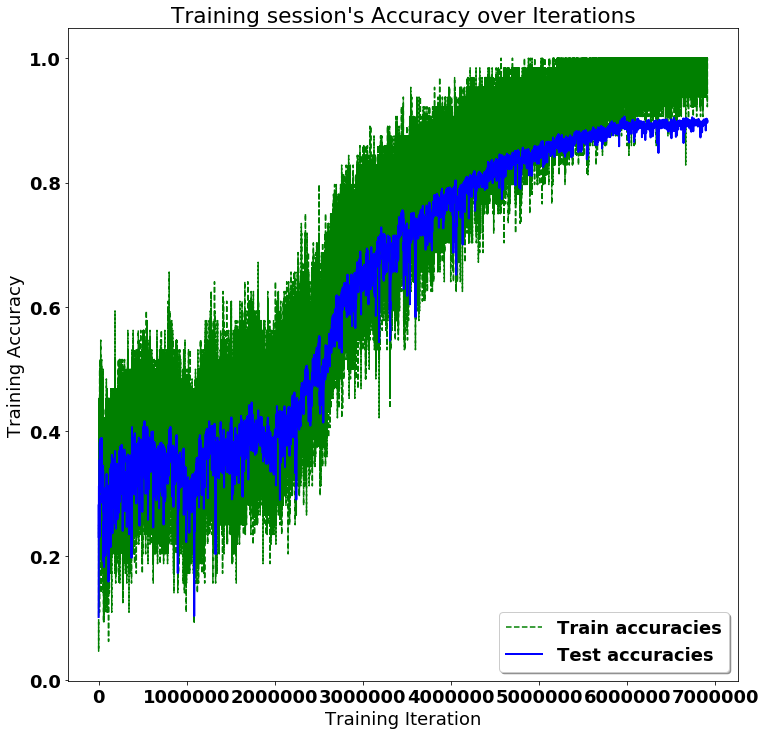 Training session's Accuracy over Iterations
Training Accuracy
1.0
0.8
0.6
0.4
0.2
0.0
Train accuracies
Test accuracies
0 1000000 2000000 3000000 4000000 5000000 6000000 7000000
Training Iteration